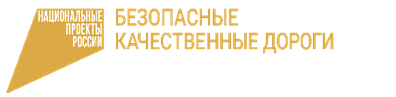 НАЦИОНАЛЬНЫЕ
ПРОЕКТЫ
РОССИИ
БЕЗОПАСНЫЕ
КАЧЕСТВЕННЫЕ ДОРОГИ